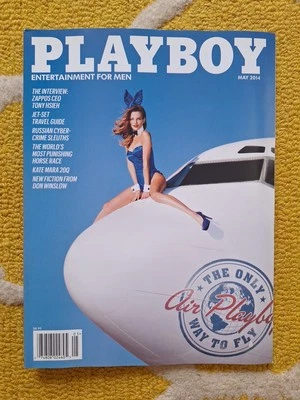 PLAYBOY
ENTERTAINMENT FOR MEN
MAY 2014
THE INTERVIEW:
ZAPPOS CEO
TONY HSIEH
JET-SET
TRAVEL GUIDE
RUSSIAN CYBER-
CRIME SLEUTHS
THE WORLD'S
MOST PUNISHING
HORSE RACE
KATE MARA 20Q
NEW FICTION FROM
DON WINSLOW
THE ONLY
Air Playboy
WAY TO FLY